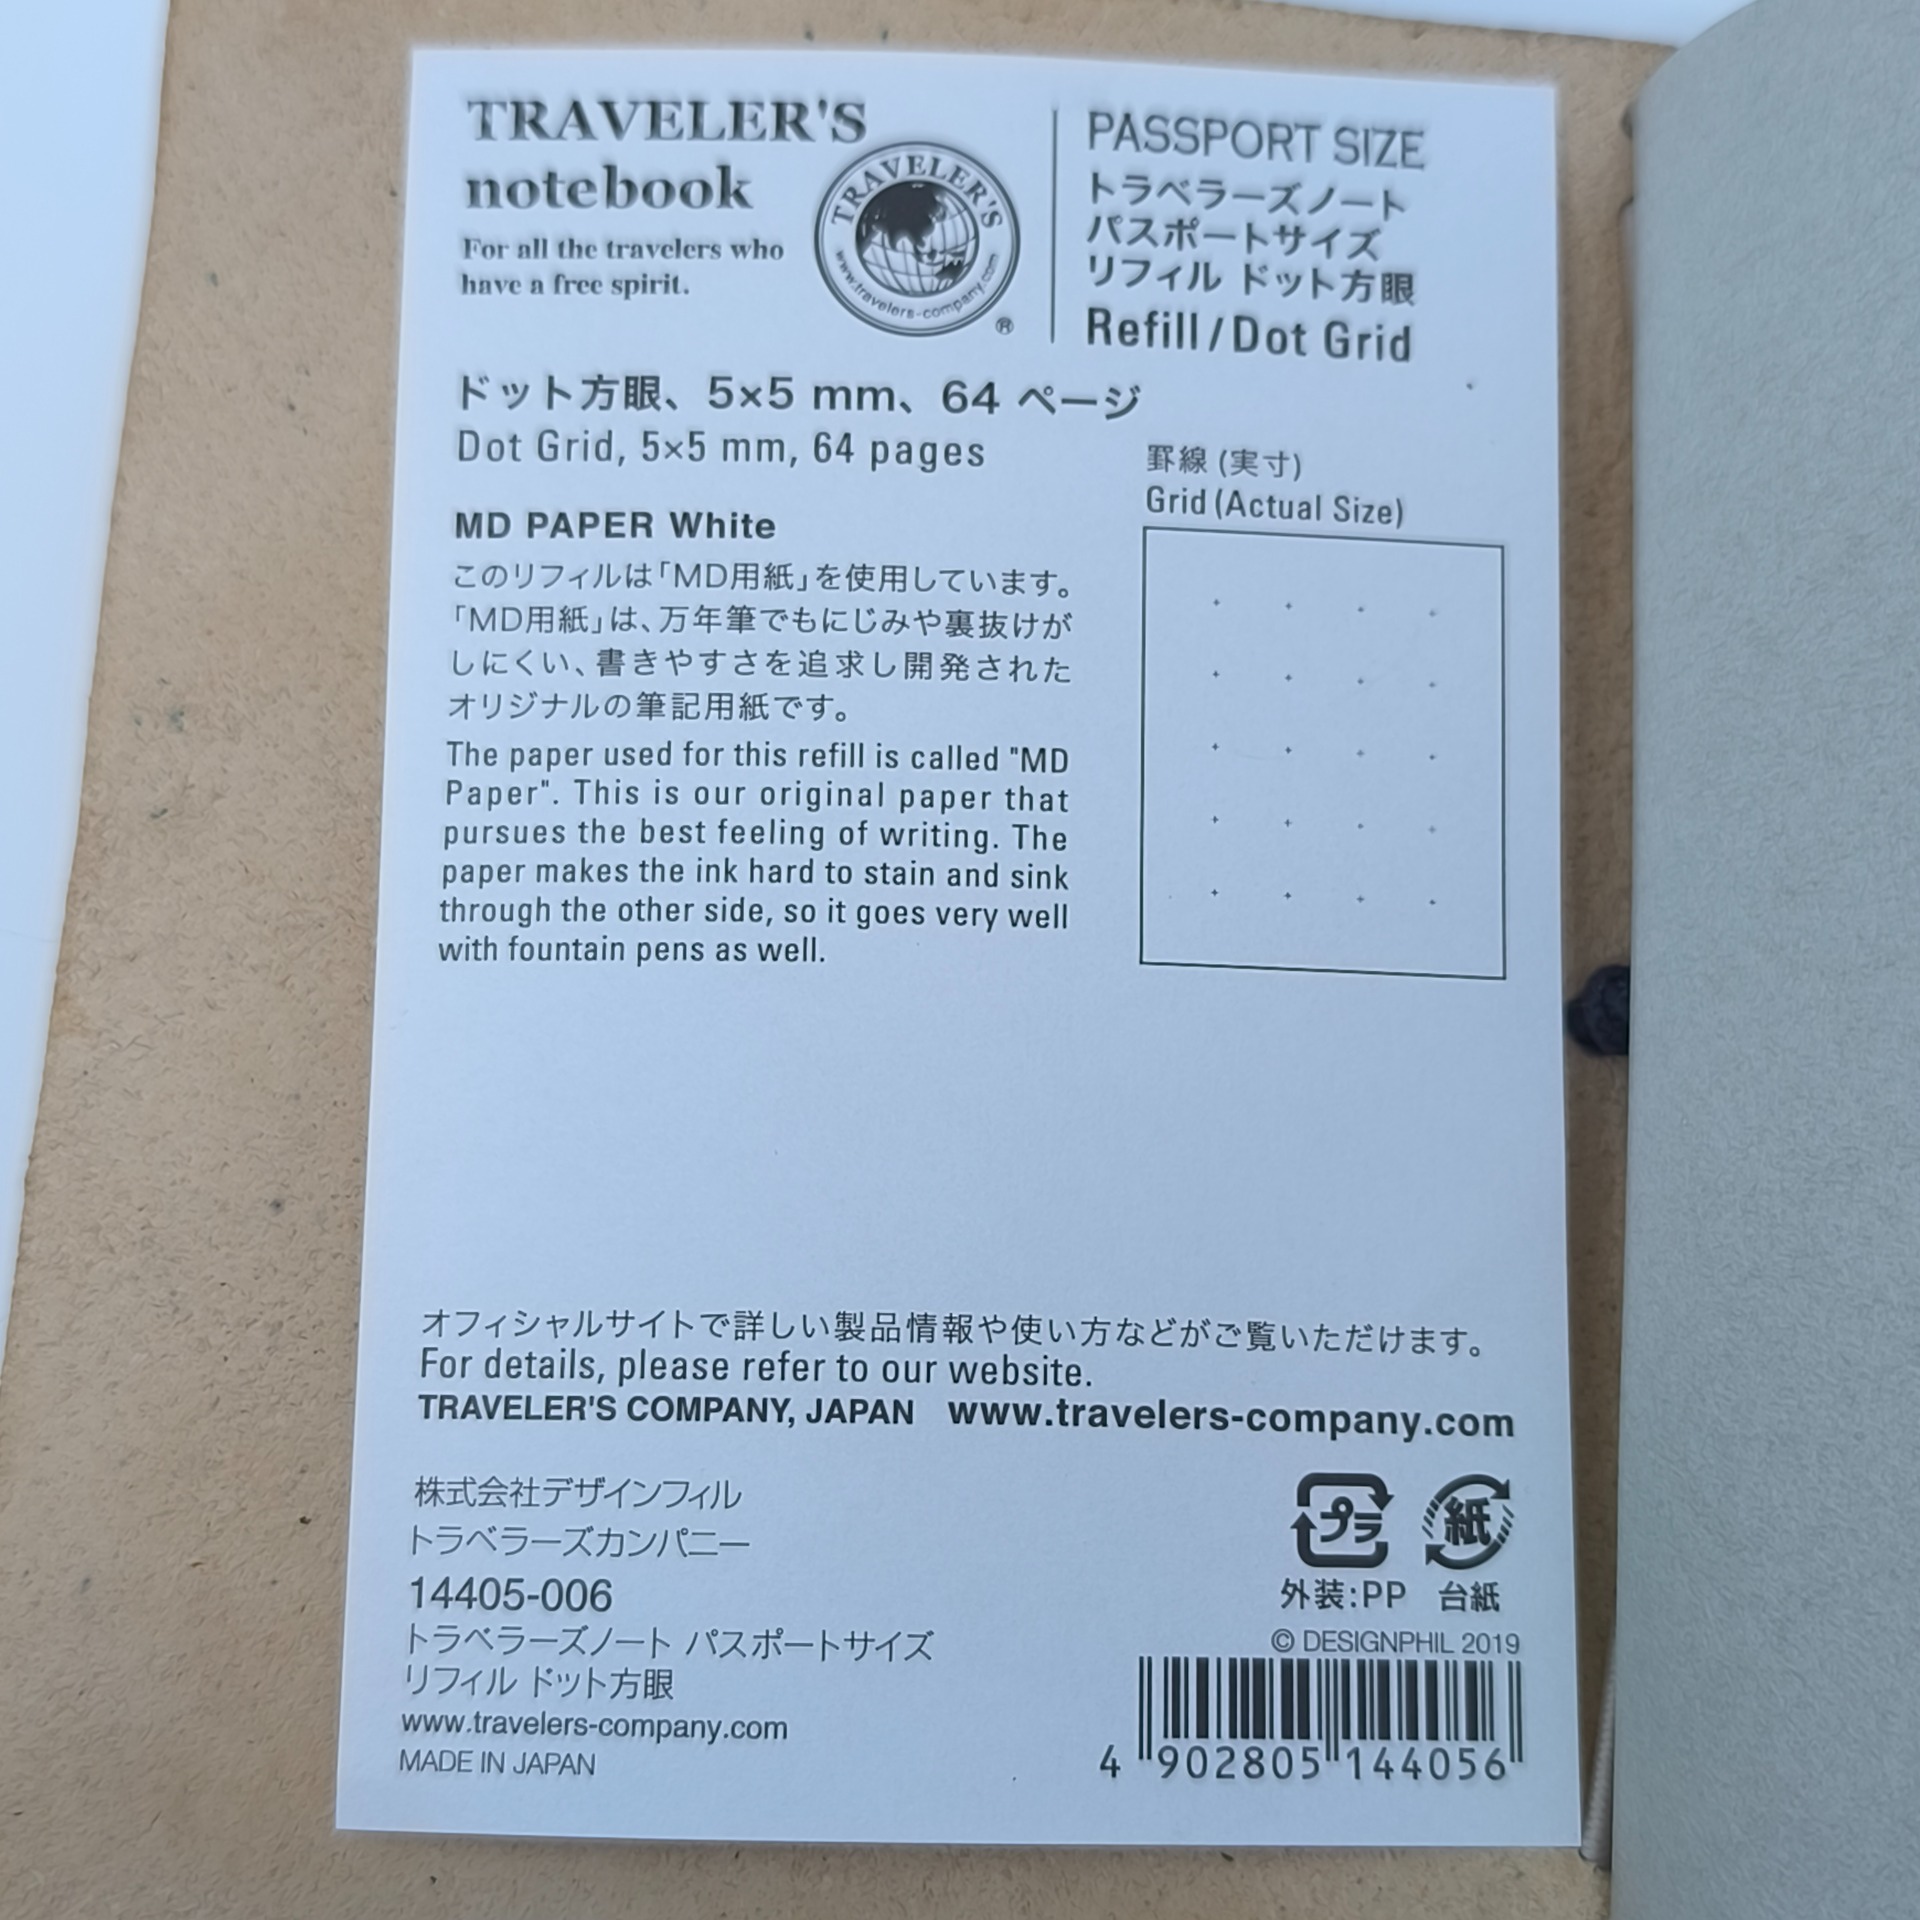 TRAVELER'S
notebook
For all the travelers who
have a free spirit.
TRAVELER'S
www.travelers-company.com
®
PASSPORT SIZE
トラベラーズノート
パスポートサイズ
リフィル ドット方眼
Refill/Dot Grid
ドット方眼、5×5 mm、64 ページ
Dot Grid, 5×5 mm, 64 pages
MD PAPER White
このリフィルは「MD用紙」を使用しています。
「MD用紙」は、万年筆でもにじみや裏抜けが
しにくい、書きやすさを追求し開発された
オリジナルの筆記用紙です。
The paper used for this refill is called "MD
Paper". This is our original paper that
pursues the best feeling of writing. The
paper makes the ink hard to stain and sink
through the other side, so it goes very well
with fountain pens as well.
罫線 (実寸)
Grid (Actual Size)
オフィシャルサイトで詳しい製品情報や使い方などがご覧いただけます。
For details, please refer to our website.
TRAVELER'S COMPANY, JAPAN www.travelers-company.com
株式会社デザインフィル
トラベラーズカンパニー
14405-006
トラベラーズノート パスポートサイズ
リフィル ドット方眼
www.travelers-company.com
MADE IN JAPAN
プラ 紙
外装:PP 台紙
© DESIGNPHIL 2019
4 902805 144056